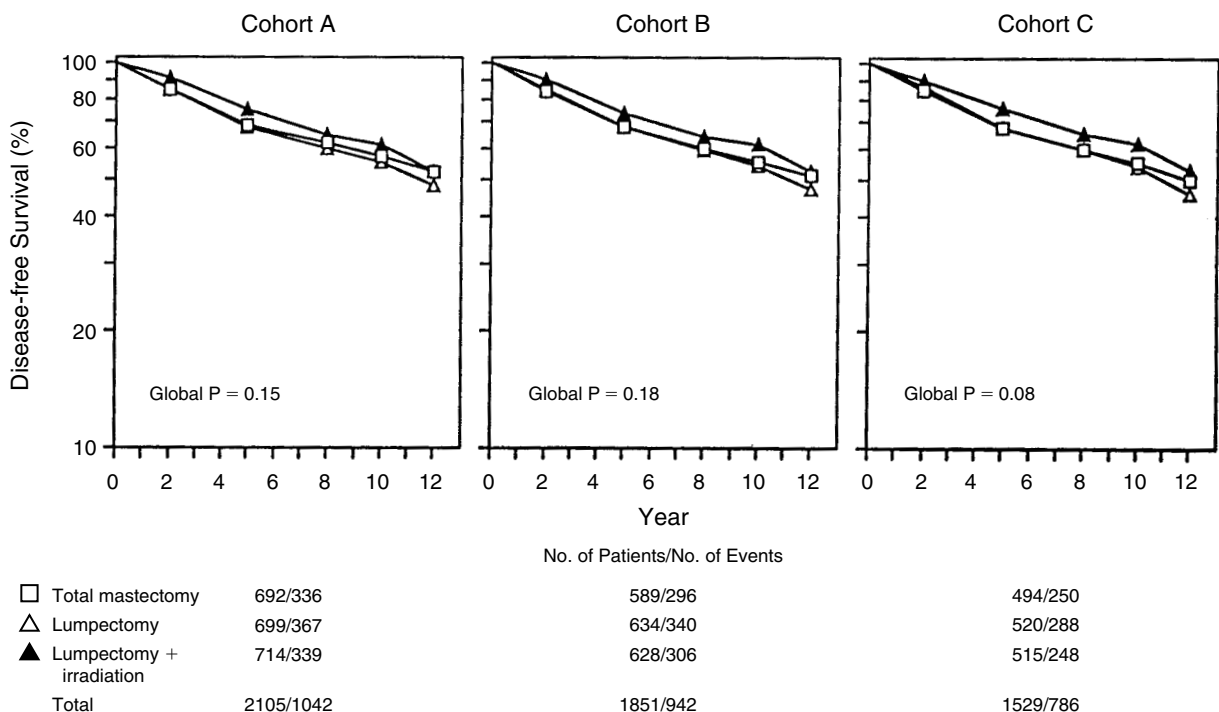 Cohort A
Cohort B
Cohort C
Disease-free Survival (%)
100
80
60
40
20
10
Global P = 0.15
Global P = 0.18
Global P = 0.08
0 2 4 6 8 10 12
0 2 4 6 8 10 12
0 2 4 6 8 10 12
Year
No. of Patients/No. of Events
Total mastectomy 692/336 589/296 494/250
Lumpectomy 699/367 634/340 520/288
Lumpectomy + 714/339 628/306 515/248
irradiation
Total 2105/1042 1851/942 1529/786